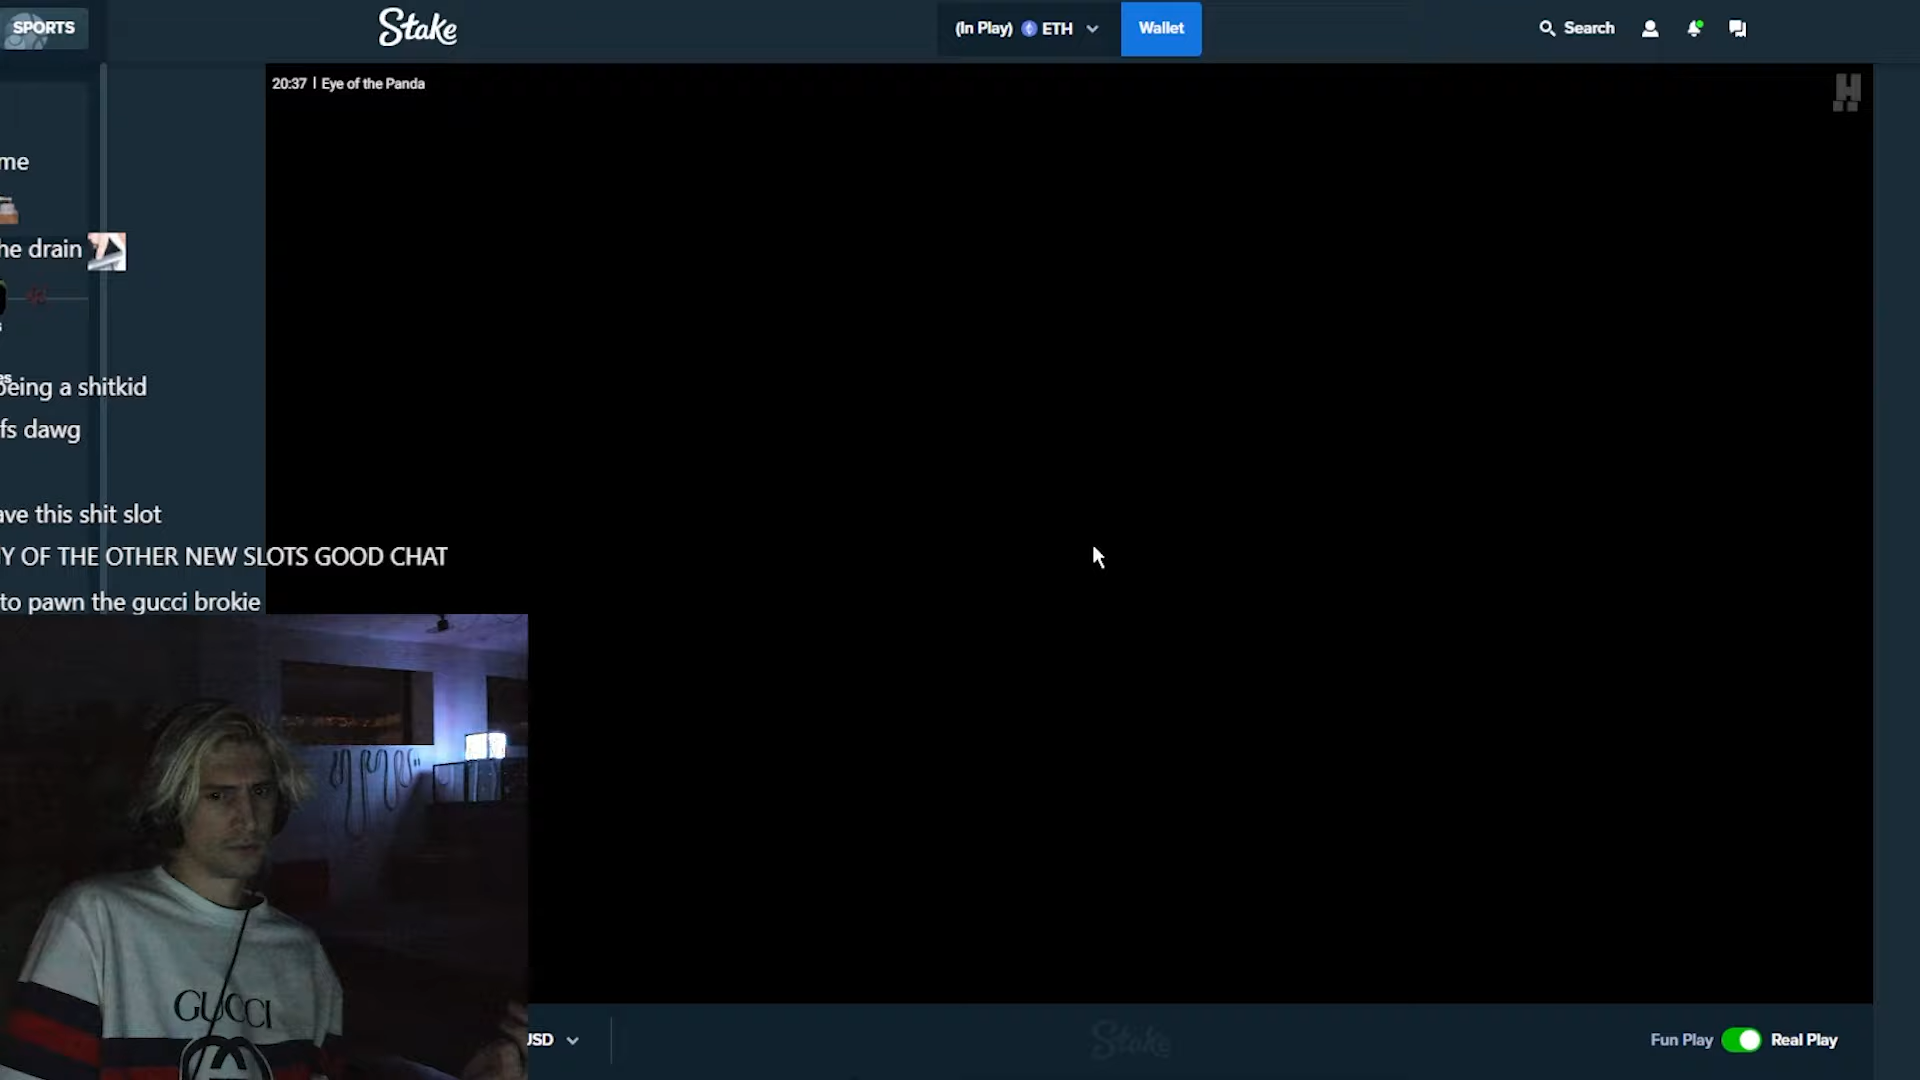 SPORTS
Stake
(In Play) ETH
Wallet
Search
20:37 | Eye of the Panda
me
he drain
being a shitkid
fs dawg
ave this shit slot
Y OF THE OTHER NEW SLOTS GOOD CHAT
to pawn the gucci brokie
GUCCI
USD
Stake
Fun Play
Real Play